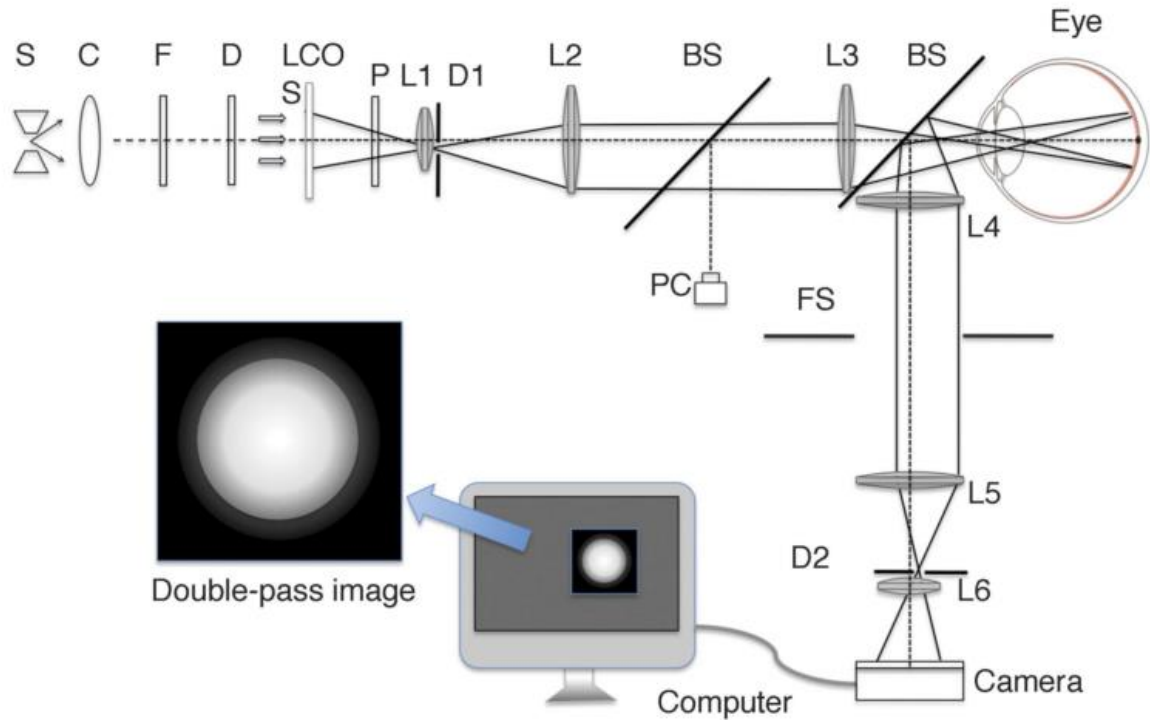 Eye
S C F D LCO
S P L1 D1 L2 BS L3 BS
L4
PC
FS
L5
D2
L6
Double-pass image
Computer
Camera